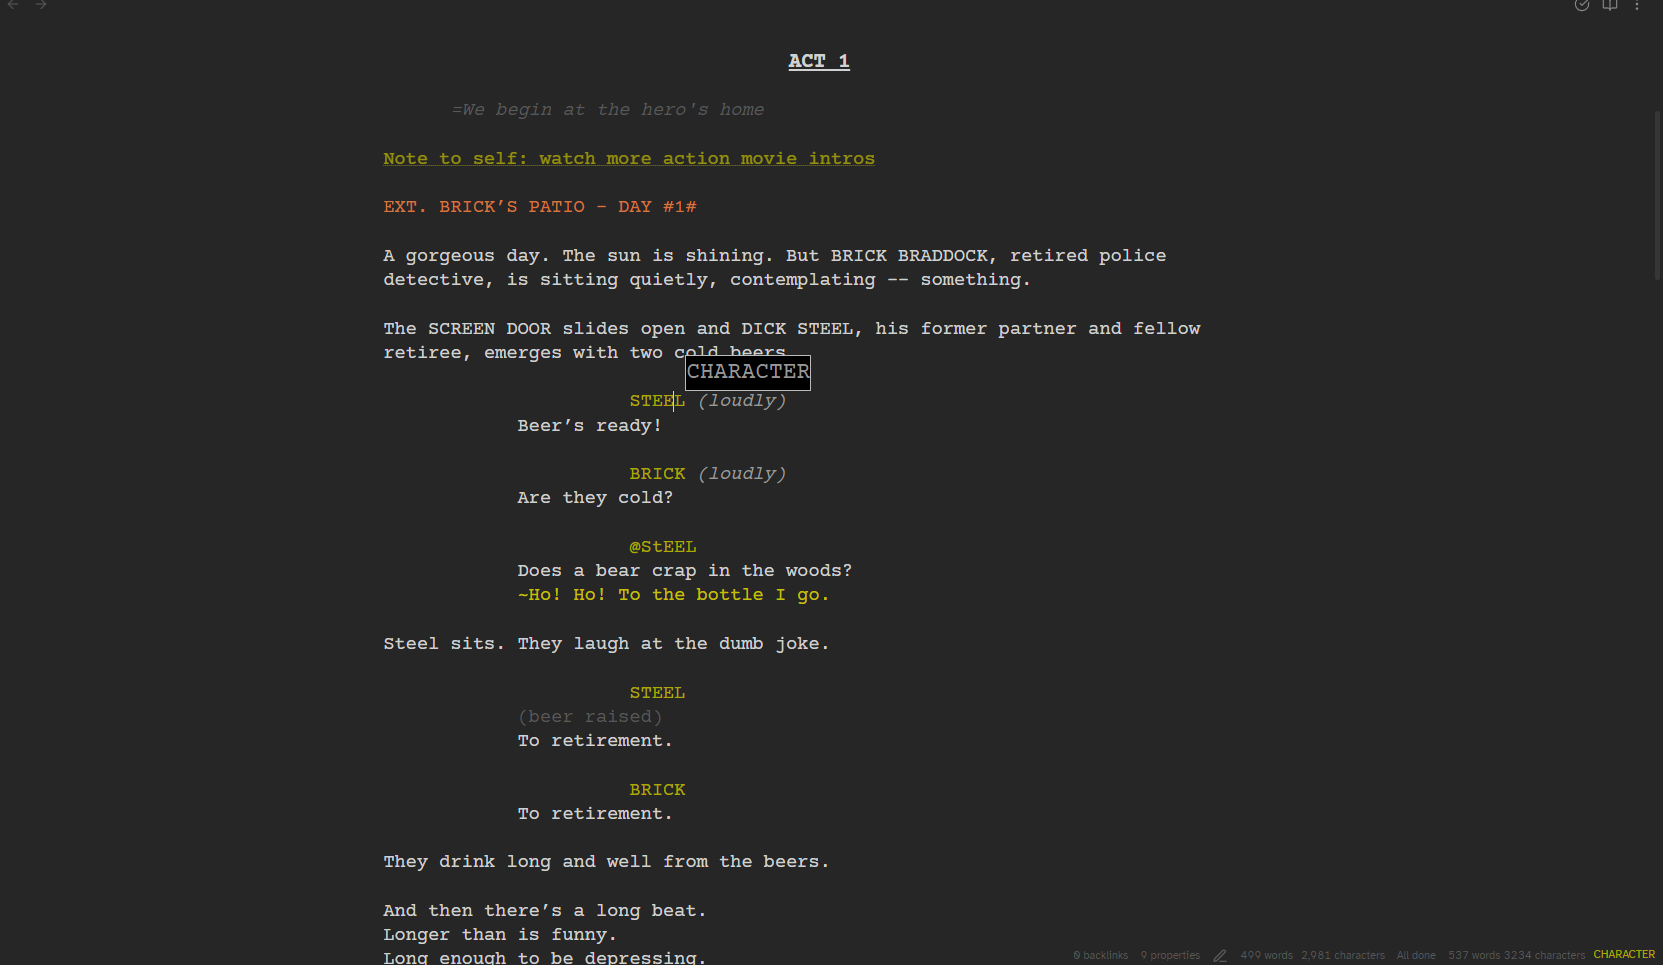 ACT 1
=We begin at the hero's home
Note to self: watch more action movie intros
EXT. BRICK’S PATIO - DAY #1#
A gorgeous day. The sun is shining. But BRICK BRADDOCK, retired police
detective, is sitting quietly, contemplating -- something.
The SCREEN DOOR slides open and DICK STEEL, his former partner and fellow
retiree, emerges with two cold beers.
CHARACTER
STEEL (loudly)
Beer’s ready!
BRICK (loudly)
Are they cold?
@StEEL
Does a bear crap in the woods?
~Ho! Ho! To the bottle I go.
Steel sits. They laugh at the dumb joke.
STEEL
(beer raised)
To retirement.
BRICK
To retirement.
They drink long and well from the beers.
And then there’s a long beat.
Longer than is funny.
Long enough to be depressing.
0 backlinks 9 properties 499 words 2,981 characters All done 537 words 3234 characters CHARACTER